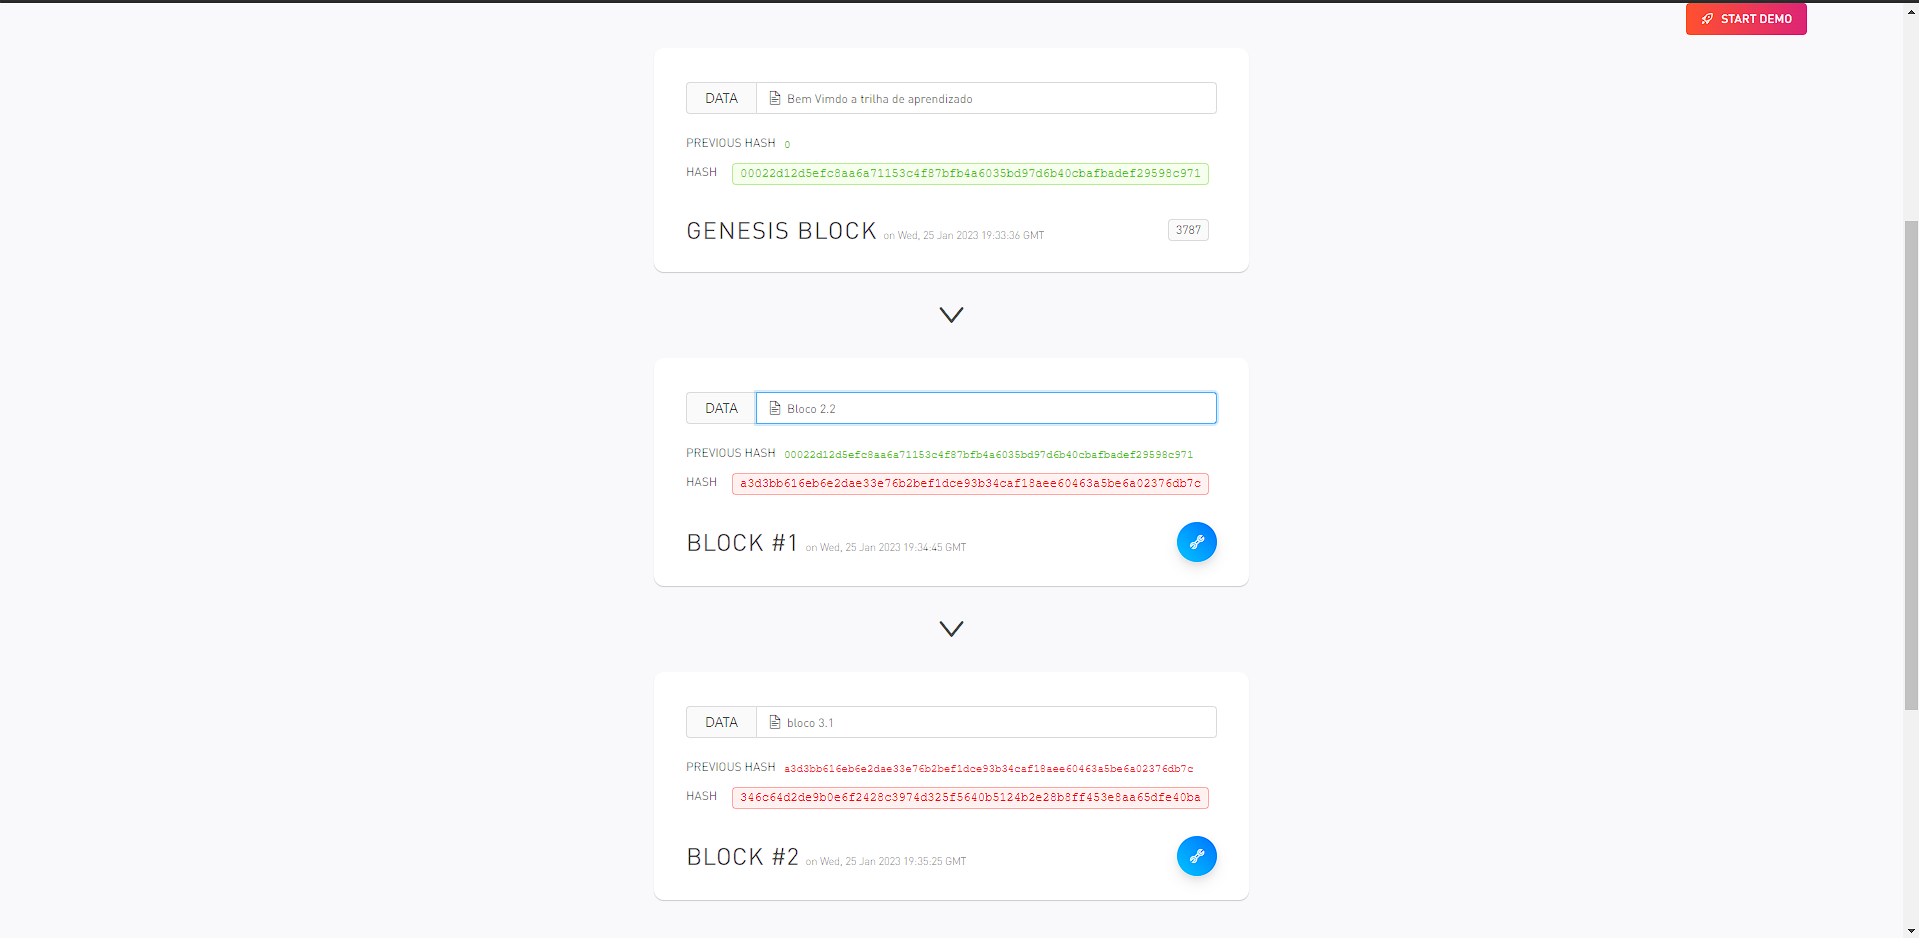 START DEMO
DATA Bem Vimdo a trilha de aprendizado
PREVIOUS HASH 0
HASH 00022d12d5efc8aa6a71153c4f87bfb4a6035bd97d6b40cbafbadef29598c971
GENESIS BLOCK on Wed, 25 Jan 2023 19:33:36 GMT 3787
DATA Bloco 2.2
PREVIOUS HASH 00022d12d5efc8aa6a71153c4f87bfb4a6035bd97d6b40cbafbadef29598c971
HASH a3d3bb616eb6e2dae33e76b2bef1dce93b34caf18aee60463a5be6a02376db7c
BLOCK #1 on Wed, 25 Jan 2023 19:34:45 GMT
DATA bloco 3.1
PREVIOUS HASH a3d3bb616eb6e2dae33e76b2bef1dce93b34caf18aee60463a5be6a02376db7c
HASH 346c64d2de9b0e6f2428c3974d325f5640b5124b2e28b8ff453e8aa65dfe40ba
BLOCK #2 on Wed, 25 Jan 2023 19:35:25 GMT